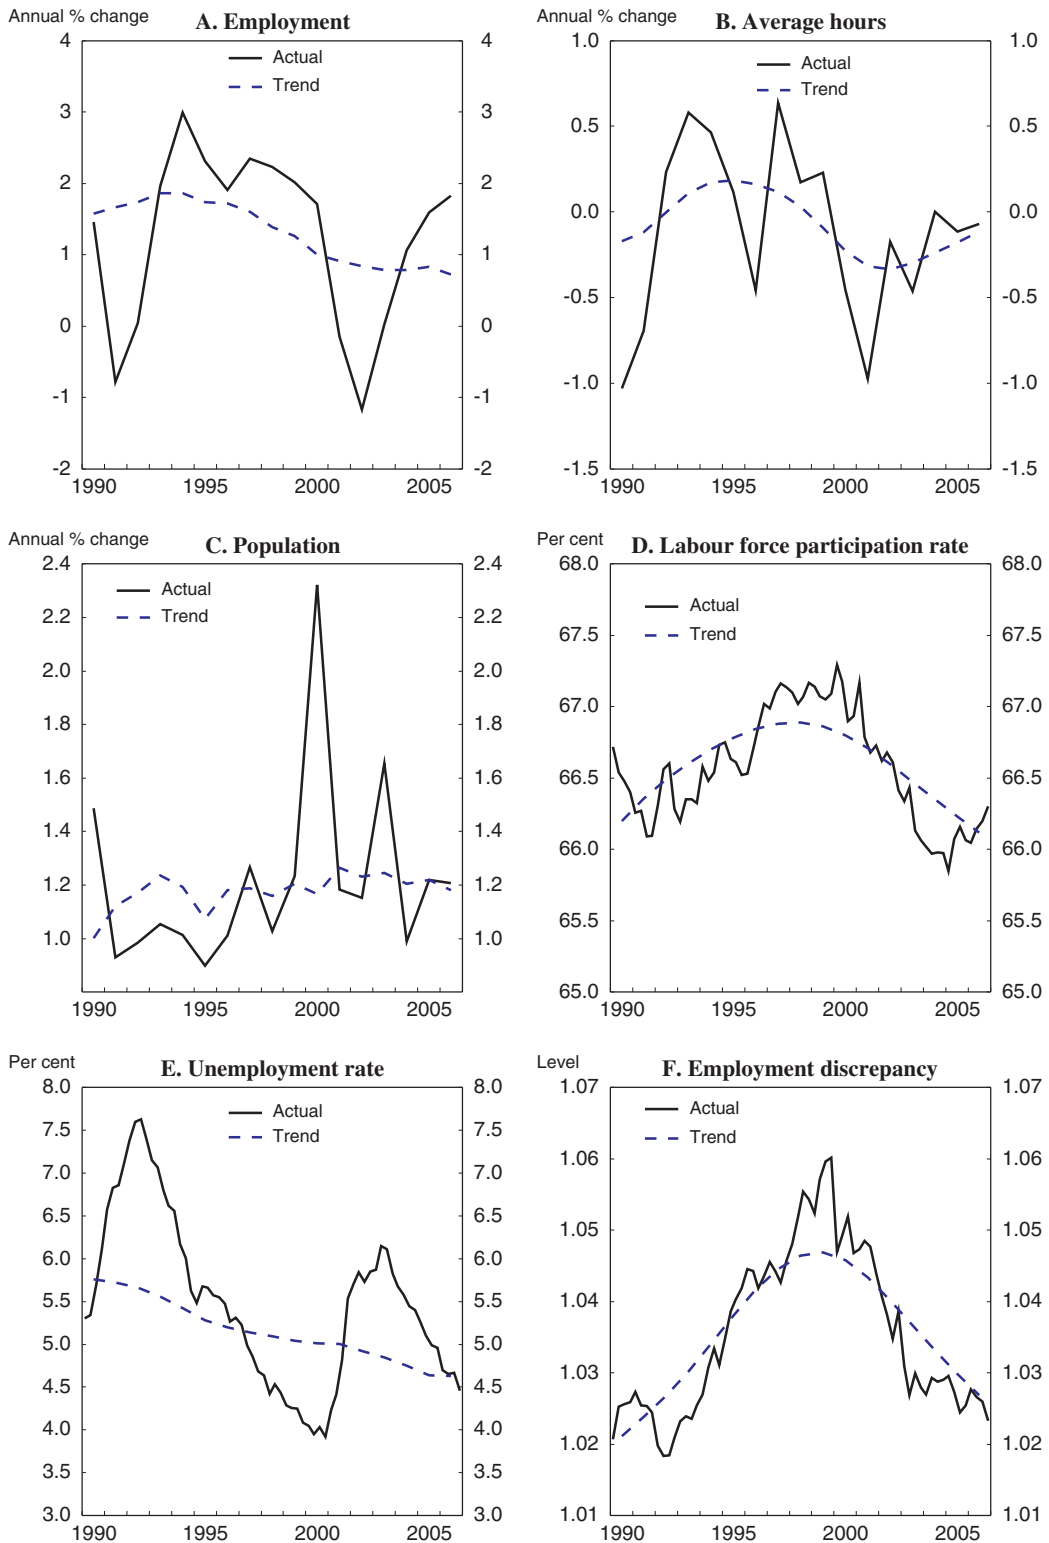 Annual % change
A. Employment
4 4
Actual
Trend
3 3
2 2
1 1
0 0
-1 -1
-2 -2
1990 1995 2000 2005
Annual % change
B. Average hours
1.0 1.0
Actual
Trend
0.5 0.5
0.0 0.0
-0.5 -0.5
-1.0 -1.0
-1.5 -1.5
1990 1995 2000 2005
Annual % change
C. Population
2.4 2.4
Actual
Trend
2.2 2.2
2.0 2.0
1.8 1.8
1.6 1.6
1.4 1.4
1.2 1.2
1.0 1.0
1990 1995 2000 2005
Per cent
D. Labour force participation rate
68.0 68.0
Actual
Trend
67.5 67.5
67.0 67.0
66.5 66.5
66.0 66.0
65.5 65.5
65.0 65.0
1990 1995 2000 2005
Per cent
E. Unemployment rate
8.0 8.0
Actual
Trend
7.5 7.5
7.0 7.0
6.5 6.5
6.0 6.0
5.5 5.5
5.0 5.0
4.5 4.5
4.0 4.0
3.5 3.5
3.0 3.0
1990 1995 2000 2005
Level
F. Employment discrepancy
1.07 1.07
Actual
Trend
1.06 1.06
1.05 1.05
1.04 1.04
1.03 1.03
1.02 1.02
1.01 1.01
1990 1995 2000 2005